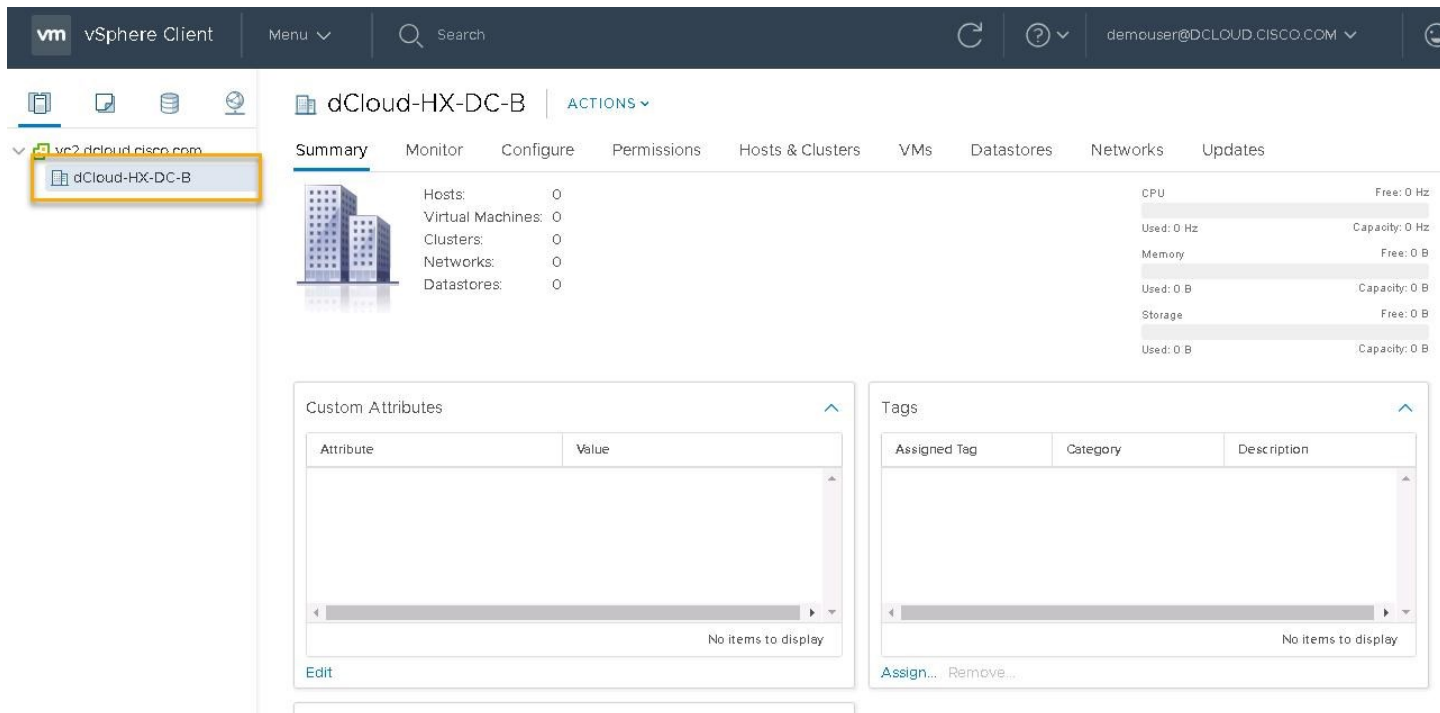 vm vSphere Client Menu Search demouser@DCLOUD.CISCO.COM
vc2.dcloud.cisco.com
dCloud-HX-DC-B
dCloud-HX-DC-B ACTIONS
Summary Monitor Configure Permissions Hosts & Clusters VMs Datastores Networks Updates
Hosts: 0
Virtual Machines: 0
Clusters: 0
Networks: 0
Datastores: 0
CPU Free: 0 Hz
Used: 0 Hz Capacity: 0 Hz
Memory Free: 0 B
Used: 0 B Capacity: 0 B
Storage Free: 0 B
Used: 0 B Capacity: 0 B
Custom Attributes
Attribute Value
No items to display
Edit
Tags
Assigned Tag Category Description
No items to display
Assign... Remove...